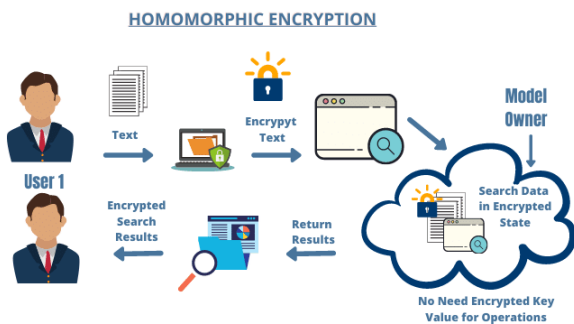 HOMOMORPHIC ENCRYPTION
Text
Encrypyt
Text
Model
Owner
User 1
Search Data
in Encrypted
State
Encrypted
Search
Results
Return
Results
No Need Encrypted Key
Value for Operations